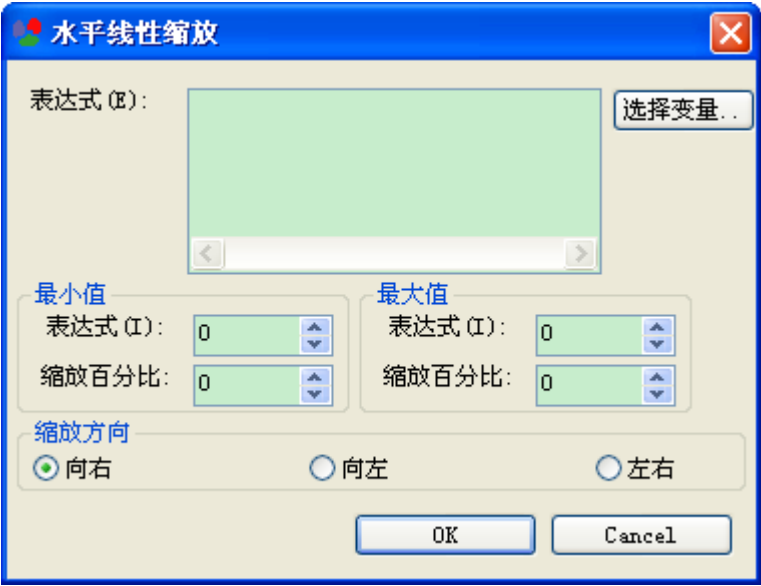 水平线性缩放
表达式(E):
选择变量..
最小值 最大值
表达式(I): 0 表达式(I): 0
缩放百分比: 0 缩放百分比: 0
缩放方向
向右 向左 左右
OK Cancel